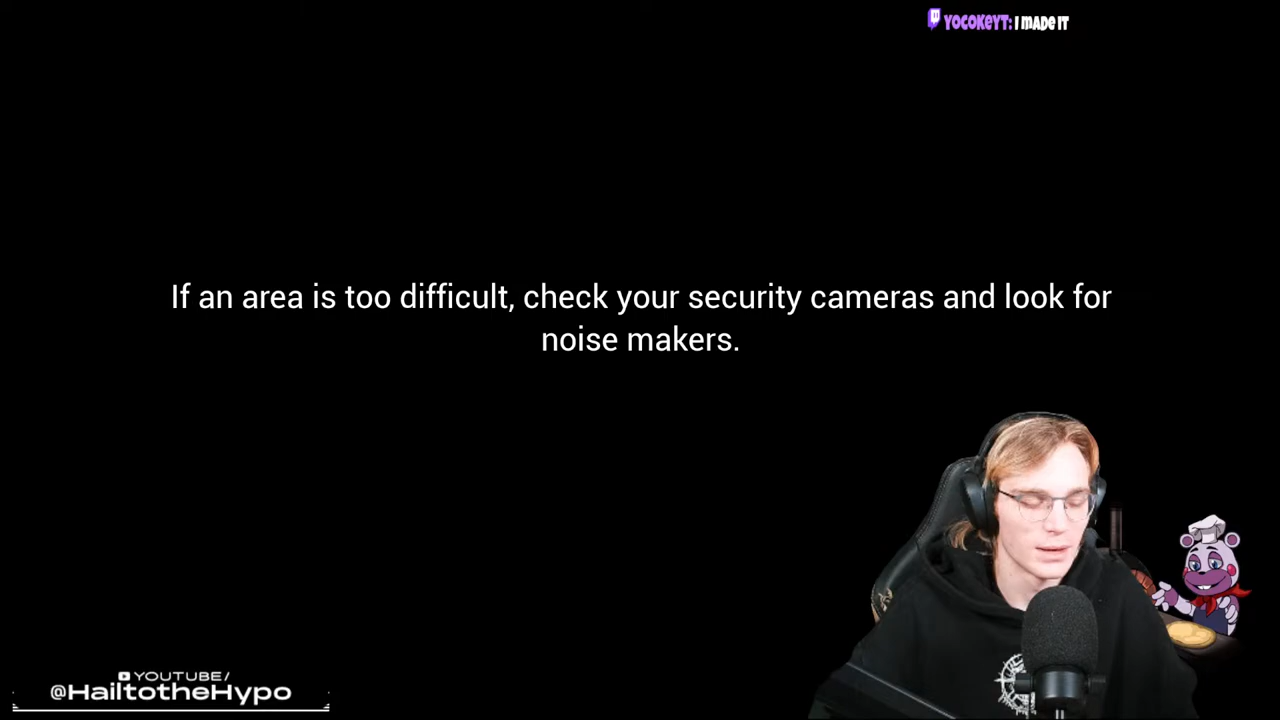 YOCOKEYT: I MADE IT
If an area is too difficult, check your security cameras and look for
noise makers.
YOUTUBE/
@HailtotheHypo